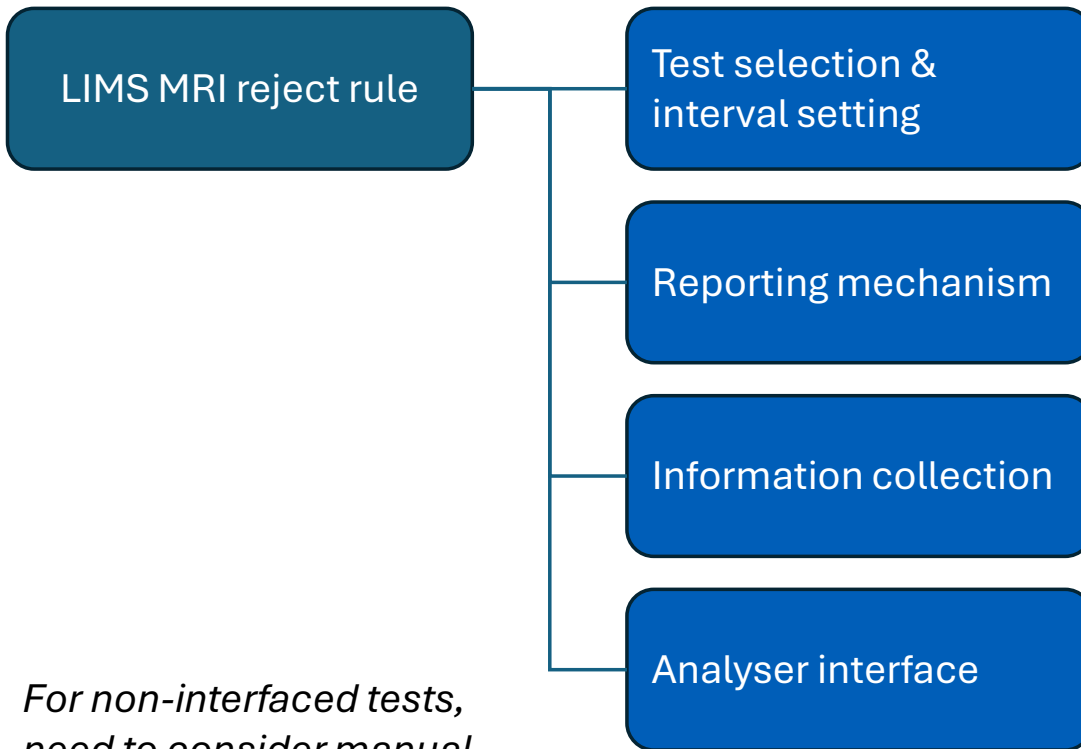 LIMS MRI reject rule
Test selection &
interval setting
Reporting mechanism
Information collection
Analyser interface
For non-interfaced tests,
need to consider manual